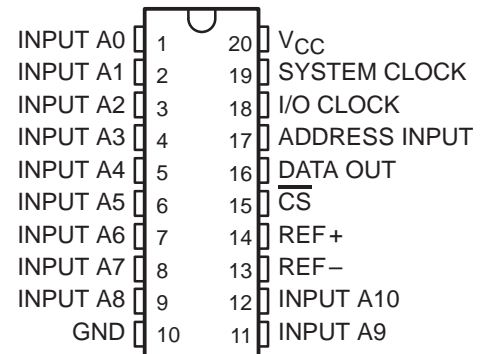 INPUT A0 1 20 VCC
INPUT A1 2 19 SYSTEM CLOCK
INPUT A2 3 18 I/O CLOCK
INPUT A3 4 17 ADDRESS INPUT
INPUT A4 5 16 DATA OUT
INPUT A5 6 15 C̅S̅
INPUT A6 7 14 REF+
INPUT A7 8 13 REF–
INPUT A8 9 12 INPUT A10
GND 10 11 INPUT A9